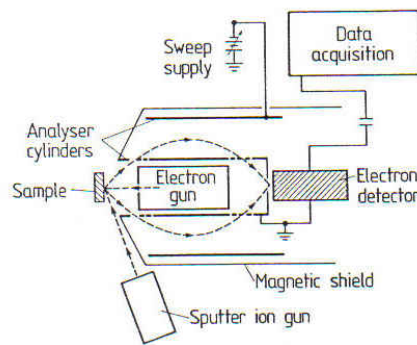 Sweep
supply
Data
acquisition
Analyser
cylinders
Sample
Electron
gun
Electron
detector
Magnetic shield
Sputter ion gun